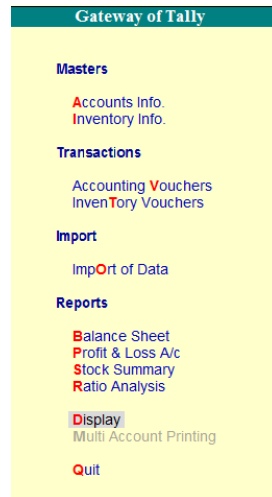 Gateway of Tally
Masters
Accounts Info.
Inventory Info.
Transactions
Accounting Vouchers
InvenTory Vouchers
Import
ImpOrt of Data
Reports
Balance Sheet
Profit & Loss A/c
Stock Summary
Ratio Analysis
Display
Multi Account Printing
Quit